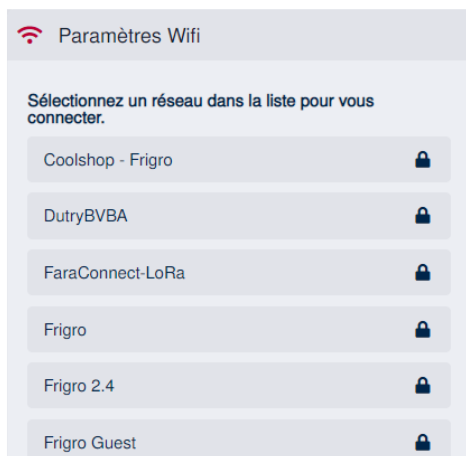 Paramètres Wifi
Sélectionnez un réseau dans la liste pour vous
connecter.
Coolshop - Frigro
DutryBVBA
FaraConnect-LoRa
Frigro
Frigro 2.4
Frigro Guest